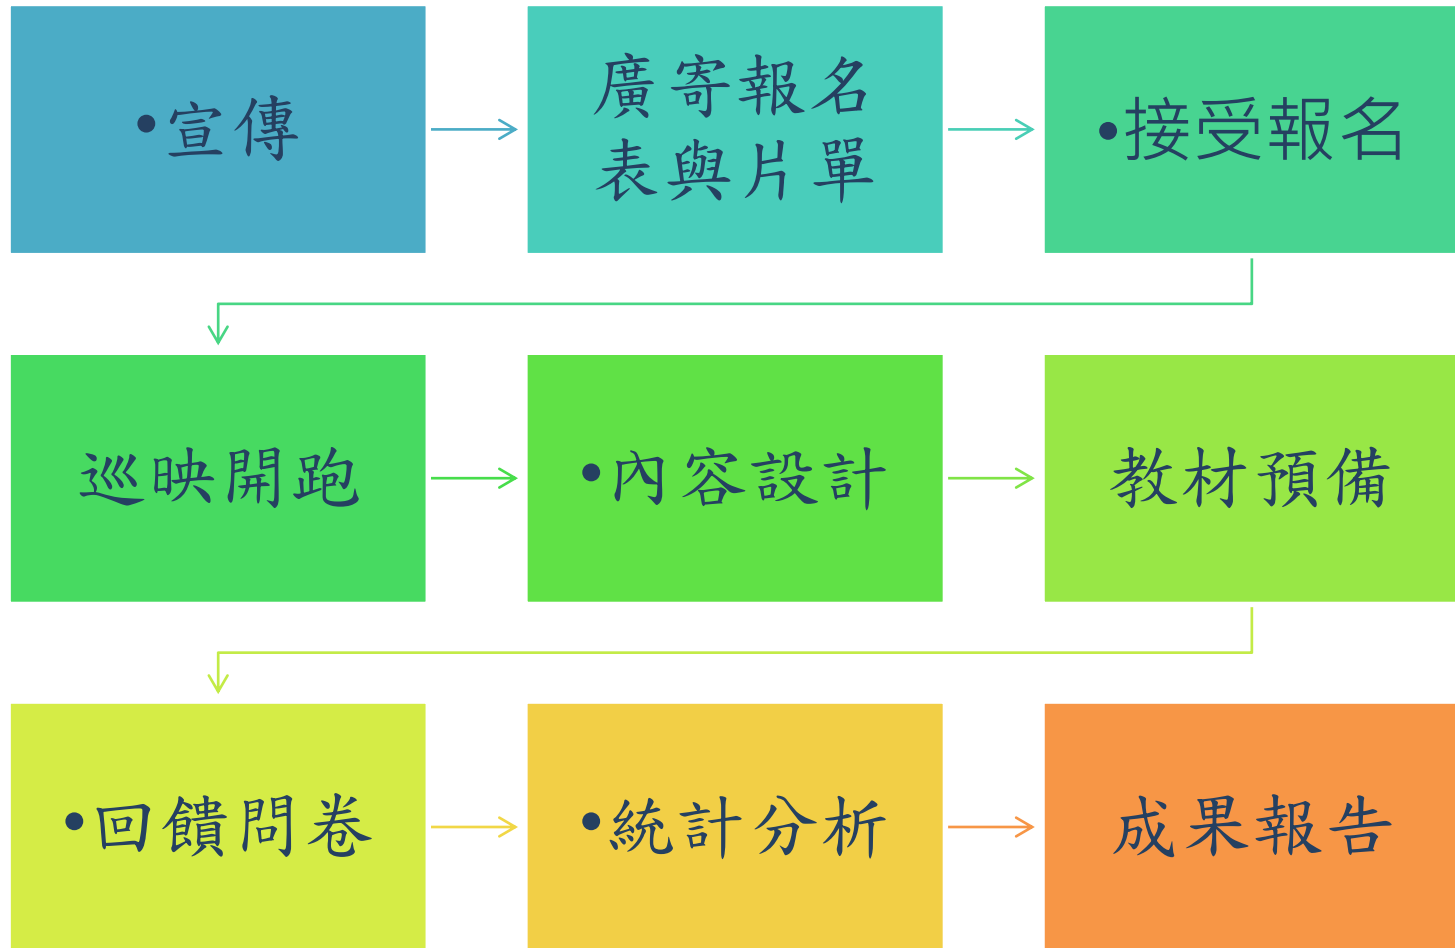 •宣傳
廣寄報名
表與片單
•接受報名
巡映開跑
•內容設計
教材預備
•回饋問卷
•統計分析
成果報告